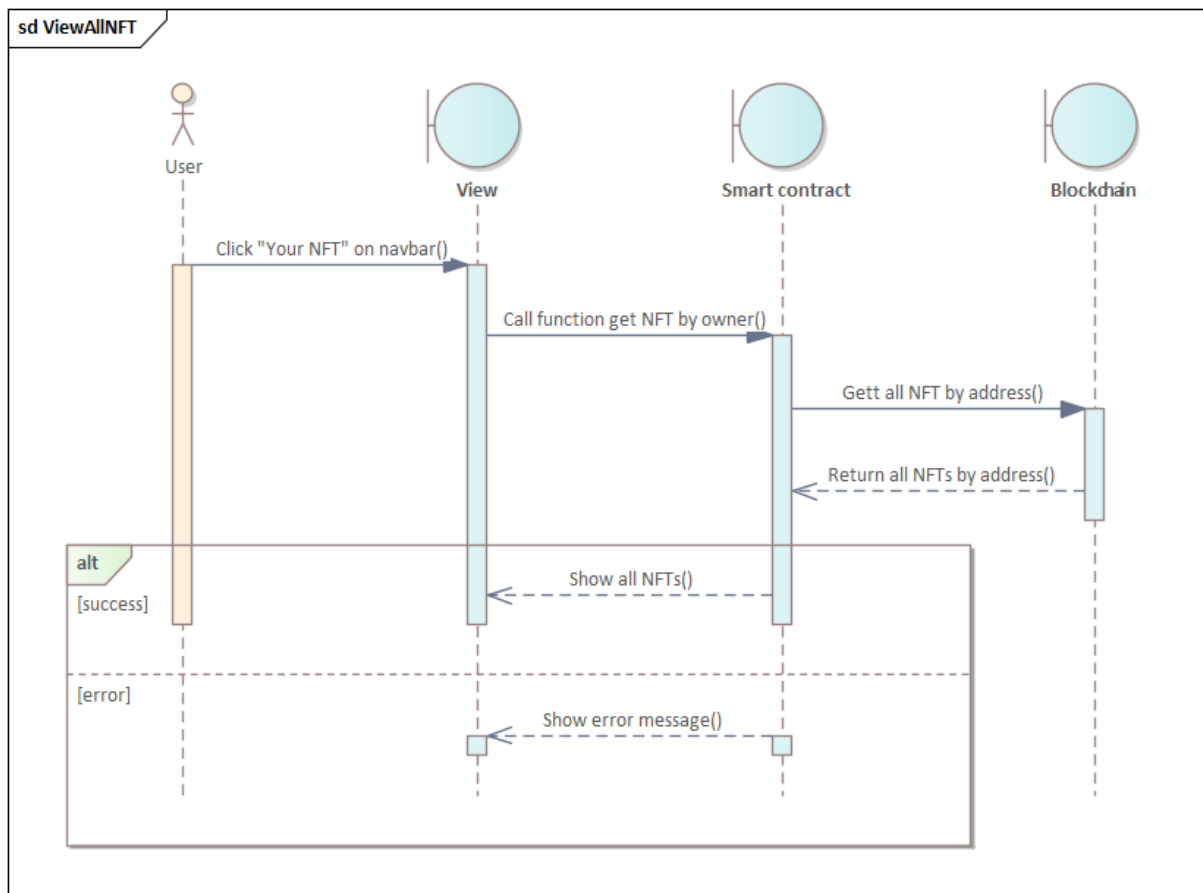 sd ViewAllNFT
User
View
Smart contract
Blockchain
Click "Your NFT" on navbar()
Call function get NFT by owner()
Gett all NFT by address()
Return all NFTs by address()
alt
Show all NFTs()
[success]
[error]
Show error message()